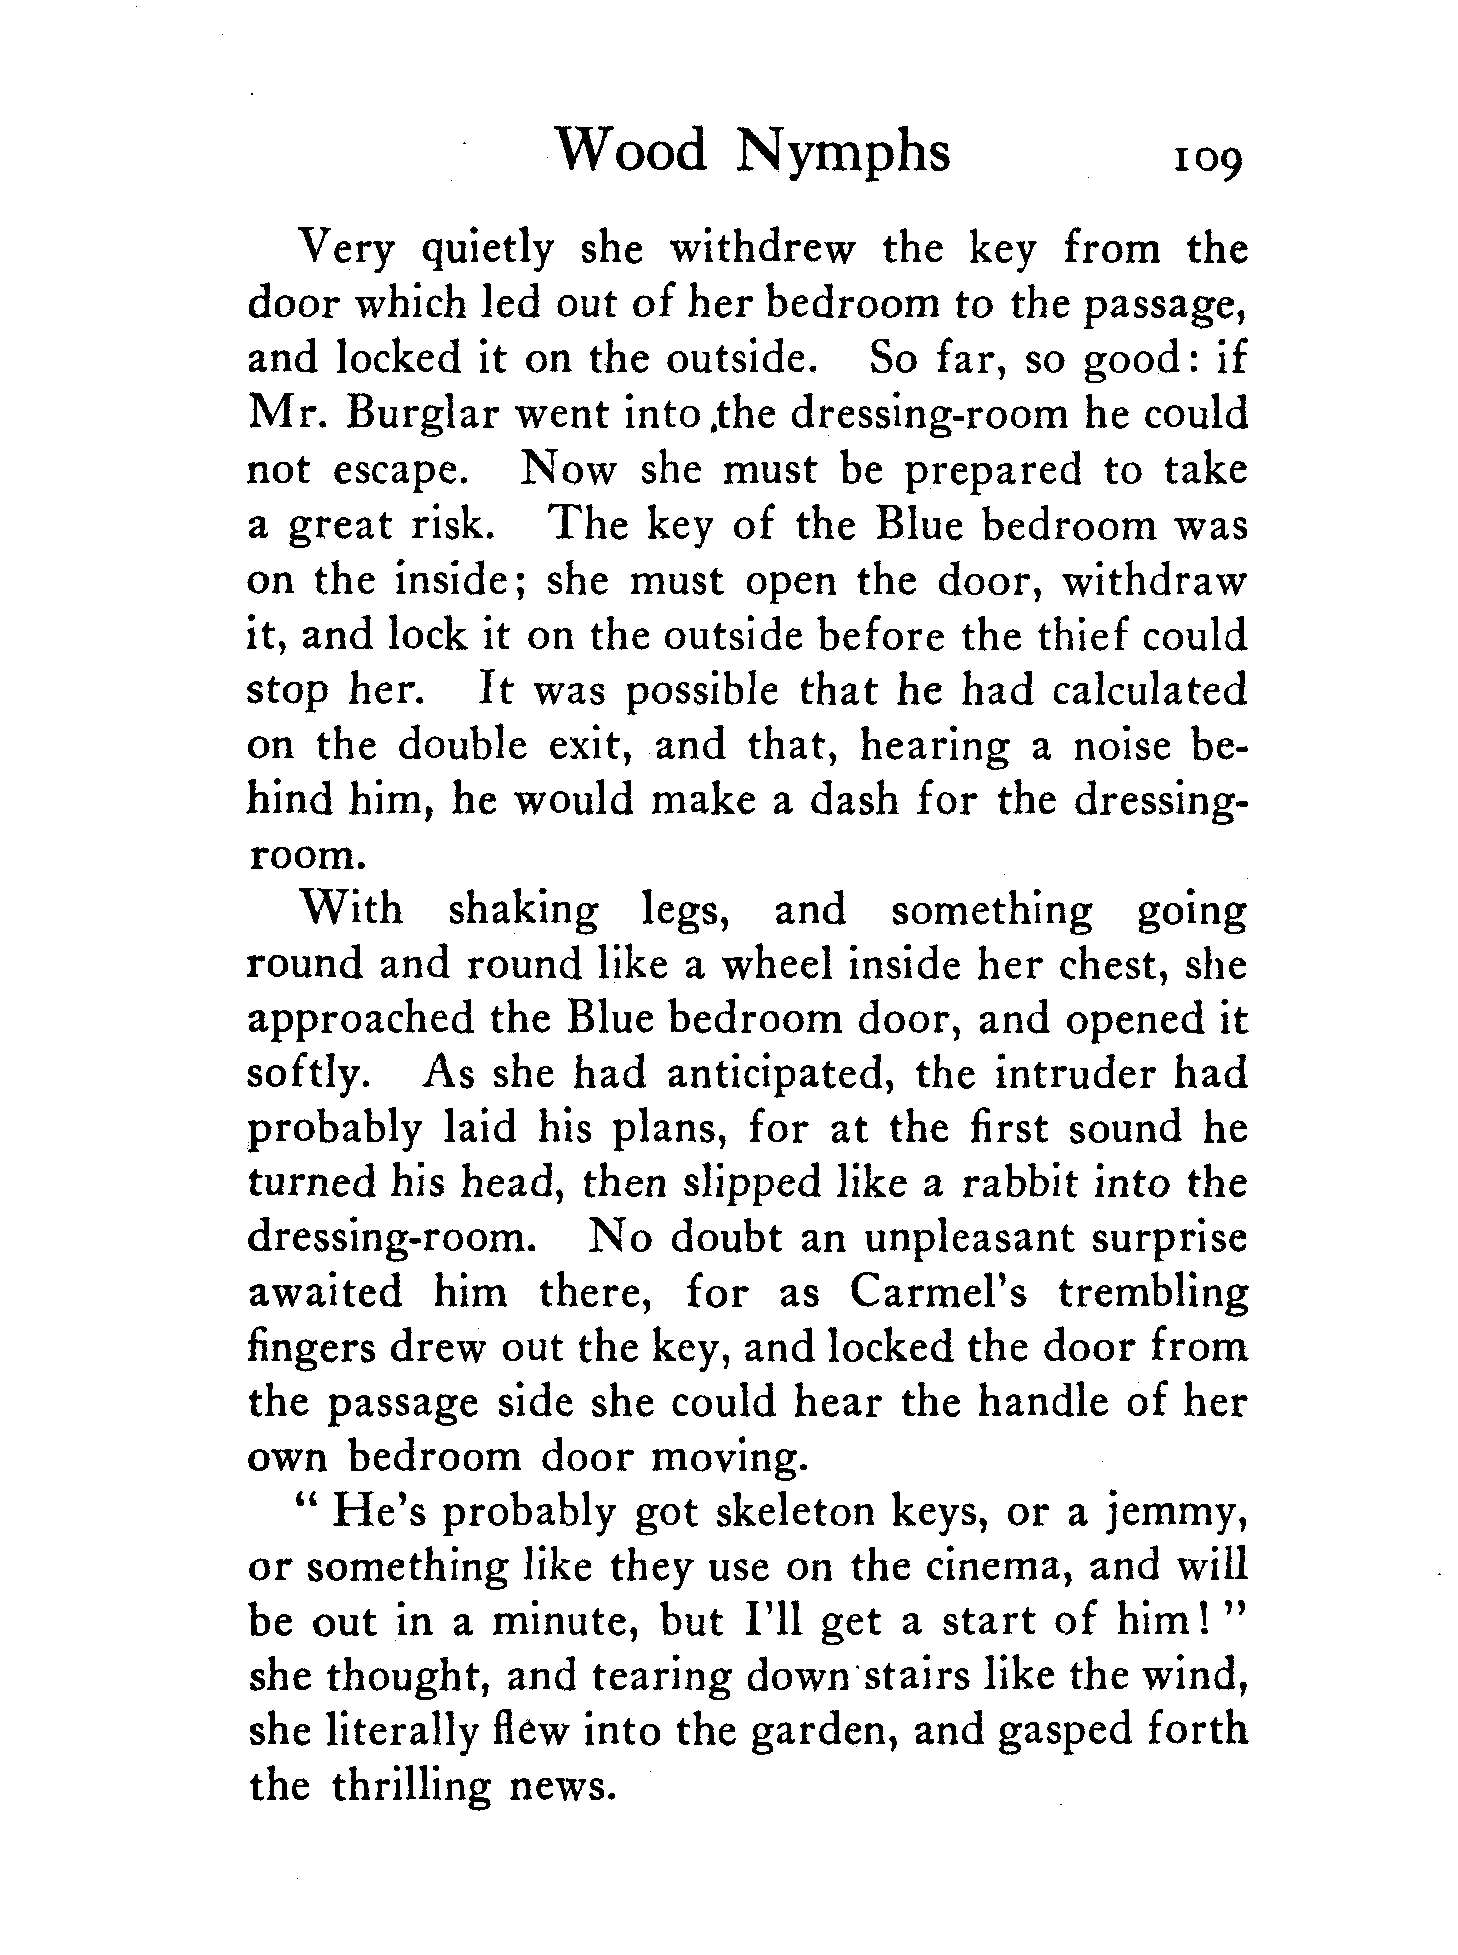 Wood Nymphs 109
Very quietly she withdrew the key from the
door which led out of her bedroom to the passage,
and locked it on the outside. So far, so good: if
Mr. Burglar went into the dressing-room he could
not escape. Now she must be prepared to take
a great risk. The key of the Blue bedroom was
on the inside; she must open the door, withdraw
it, and lock it on the outside before the thief could
stop her. It was possible that he had calculated
on the double exit, and that, hearing a noise be-
hind him, he would make a dash for the dressing-
room.
With shaking legs, and something going
round and round like a wheel inside her chest, she
approached the Blue bedroom door, and opened it
softly. As she had anticipated, the intruder had
probably laid his plans, for at the first sound he
turned his head, then slipped like a rabbit into the
dressing-room. No doubt an unpleasant surprise
awaited him there, for as Carmel's trembling
fingers drew out the key, and locked the door from
the passage side she could hear the handle of her
own bedroom door moving.
“ He's probably got skeleton keys, or a jemmy,
or something like they use on the cinema, and will
be out in a minute, but I'll get a start of him! ”
she thought, and tearing down stairs like the wind,
she literally flew into the garden, and gasped forth
the thrilling news.